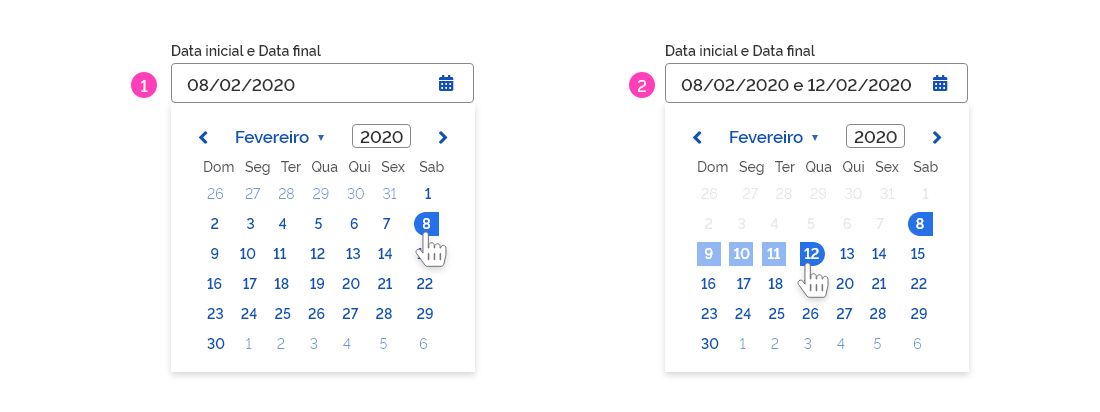 Data inicial e Data final
1
08/02/2020
Fevereiro 2020
Dom Seg Ter Qua Qui Sex Sab
26 27 28 29 30 31 1
2 3 4 5 6 7 8
9 10 11 12 13 14
16 17 18 19 20 21 22
23 24 25 26 27 28 29
30 1 2 3 4 5 6
Data inicial e Data final
2
08/02/2020 e 12/02/2020
Fevereiro 2020
Dom Seg Ter Qua Qui Sex Sab
26 27 28 29 30 31 1
2 3 4 5 6 7 8
9 10 11 12 13 14 15
16 17 18 20 21 22
23 24 25 26 27 28 29
30 1 2 3 4 5 6